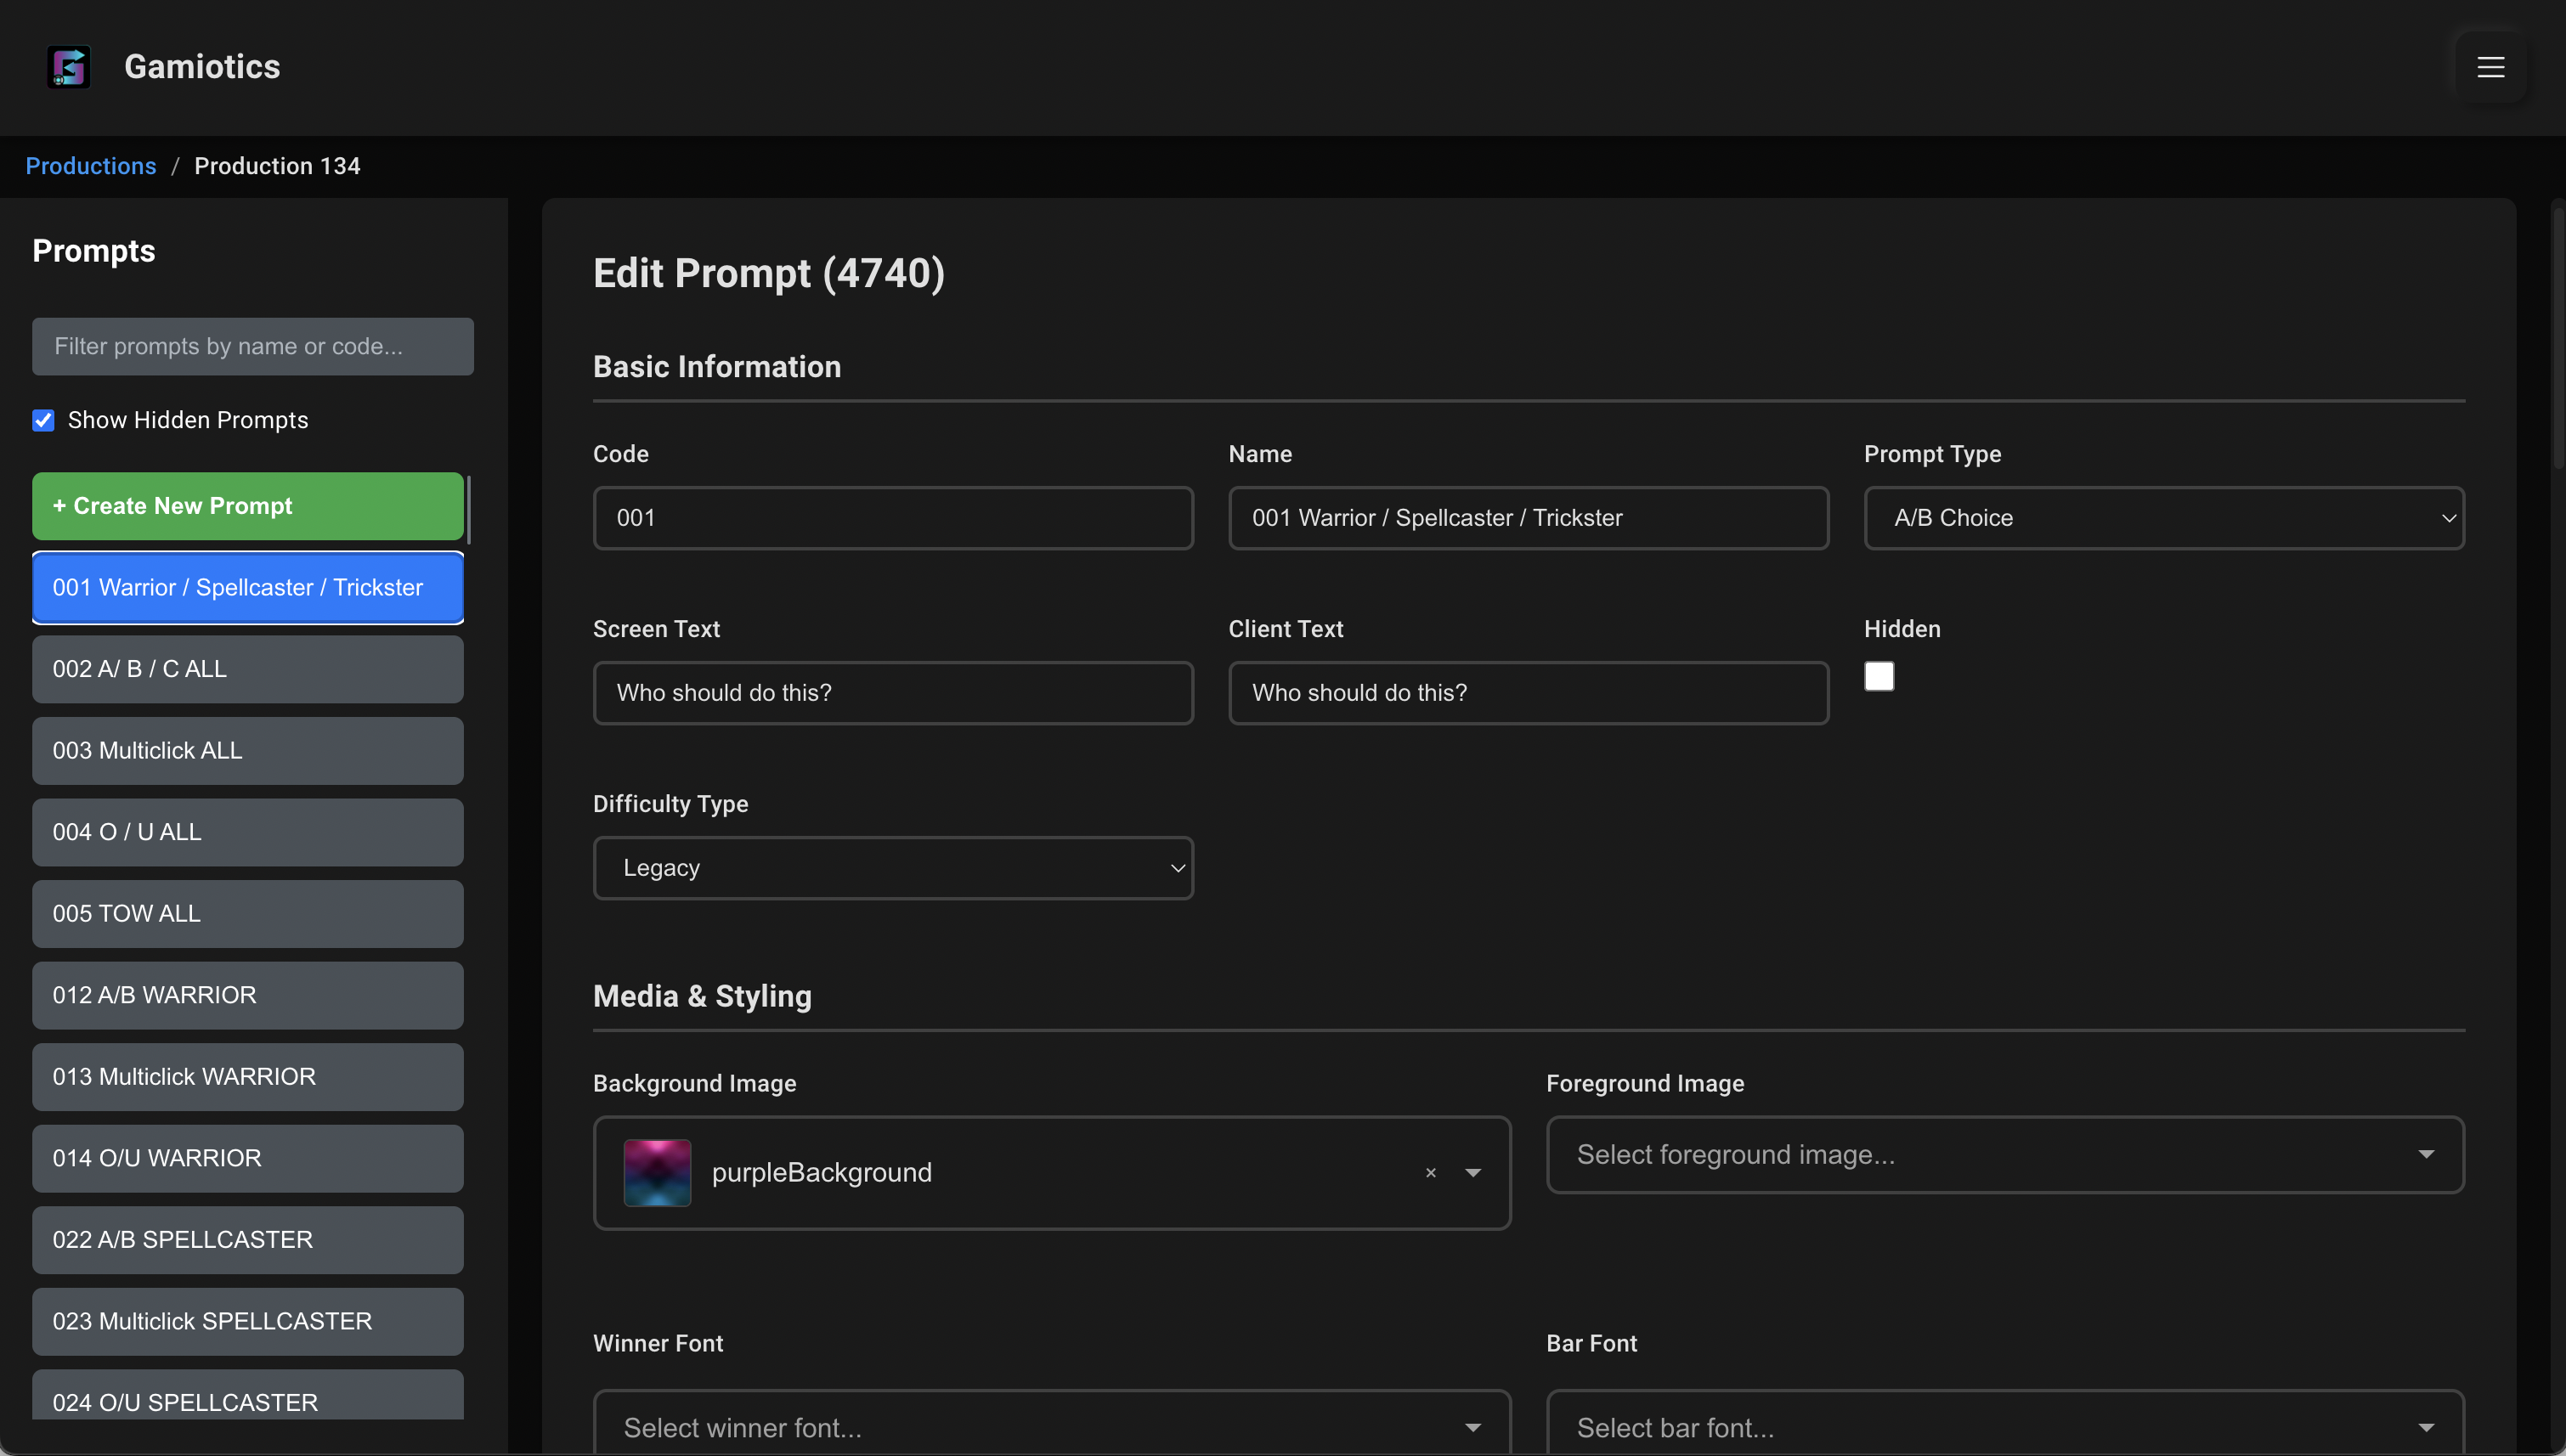 Gamiotics
Productions / Production 134
Prompts
Filter prompts by name or code...
Show Hidden Prompts
+ Create New Prompt
001 Warrior / Spellcaster / Trickster
002 A/ B / C ALL
003 Multiclick ALL
004 O / U ALL
005 TOW ALL
012 A/B WARRIOR
013 Multiclick WARRIOR
014 O/U WARRIOR
022 A/B SPELLCASTER
023 Multiclick SPELLCASTER
024 O/U SPELLCASTER
Edit Prompt (4740)
Basic Information
Code
001
Name
001 Warrior / Spellcaster / Trickster
Prompt Type
A/B Choice
Screen Text
Who should do this?
Client Text
Who should do this?
Hidden
Difficulty Type
Legacy
Media & Styling
Background Image
purpleBackground ×
Foreground Image
Select foreground image...
Winner Font
Select winner font...
Bar Font
Select bar font...